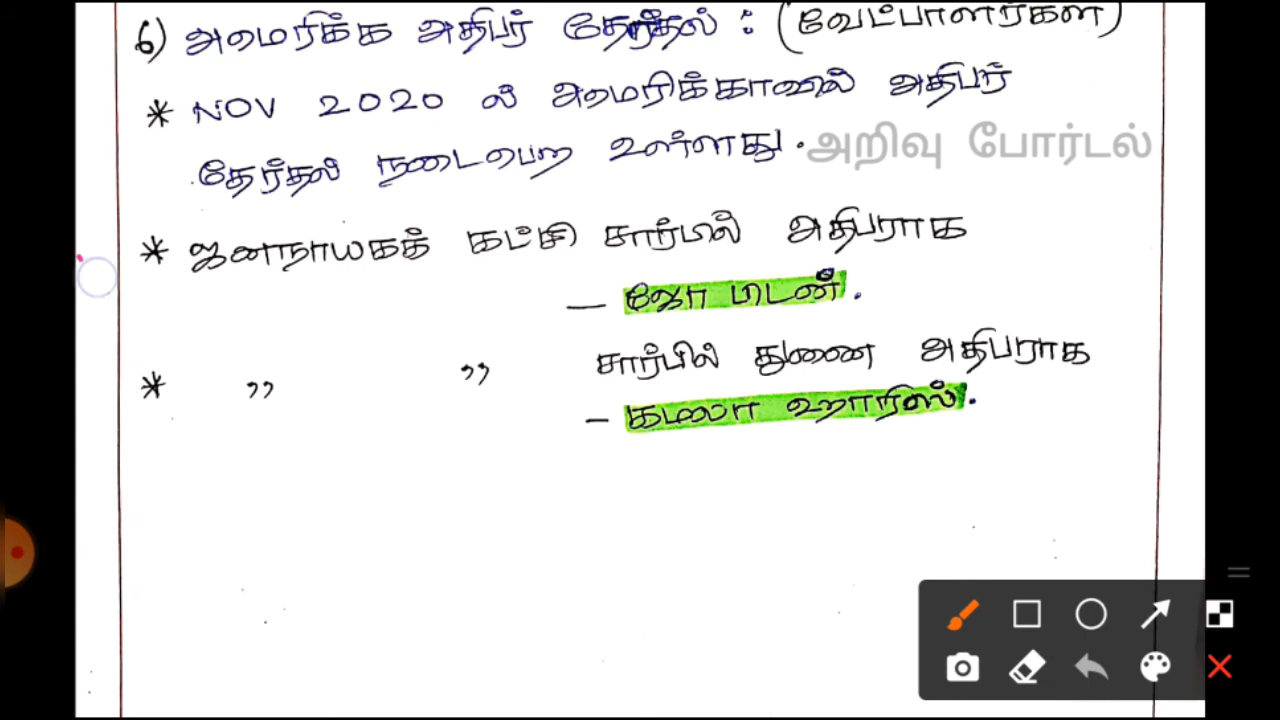 6) அமெரிக்க அதிபர் தேர்தல் : (வேட்பாளர்கள்)
* NOV 2020 ல் அமெரிக்காவில் அதிபர்
தேர்தல் நடைபெற உள்ளது.
அறிவு போர்டல்
* ஜனநாயகக் கட்சி சார்பில் அதிபராக
– ஜோ பிடன்.
* ,, ,, சார்பில் துணை அதிபராக
– கமலா ஹாரிஸ்.